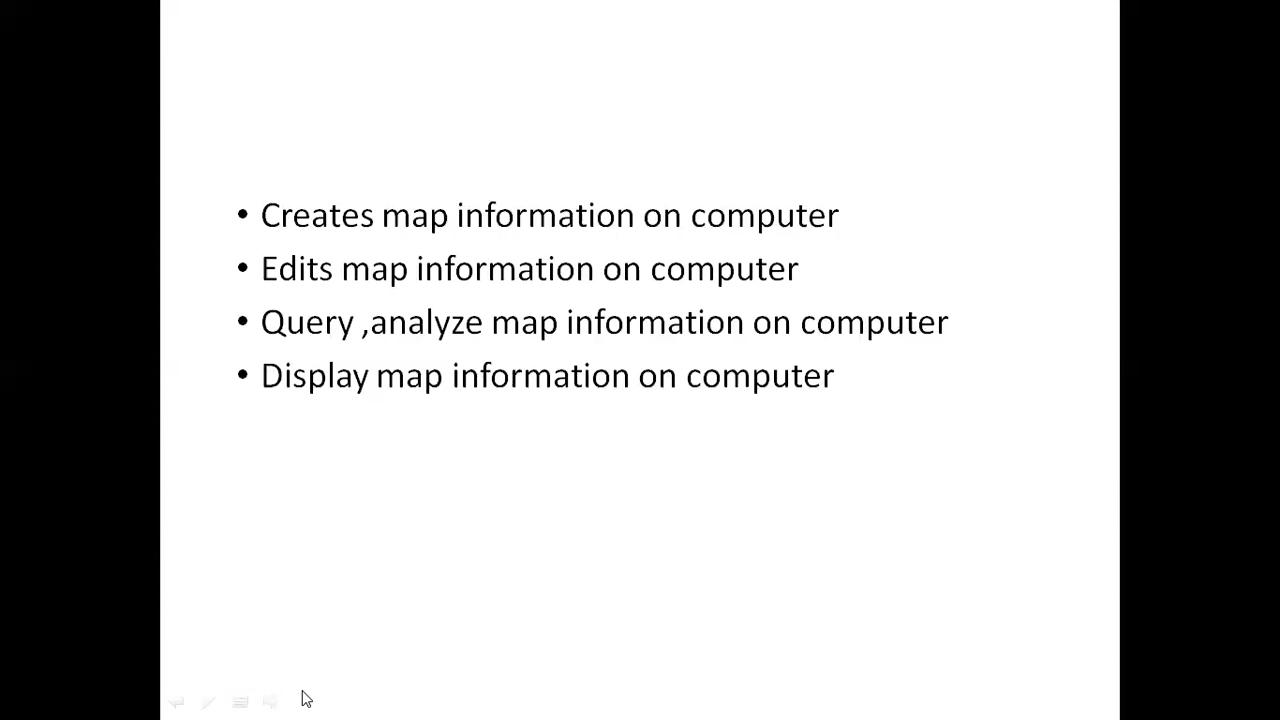 • Creates map information on computer
• Edits map information on computer
• Query ,analyze map information on computer
• Display map information on computer